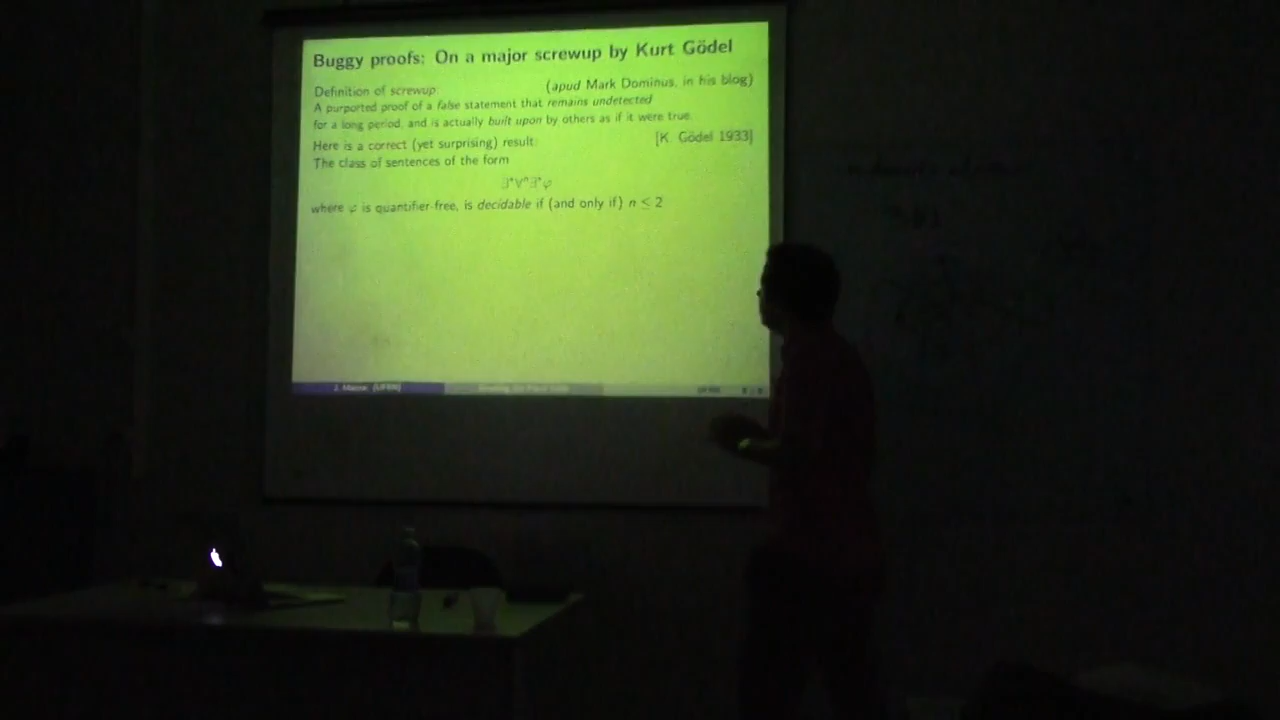 Buggy proofs: On a major screwup by Kurt Gödel
Definition of screwup: (apud Mark Dominus, in his blog)
A purported proof of a false statement that remains undetected
for a long period, and is actually built upon by others as if it were true.
Here is a correct (yet surprising) result: [K. Gödel 1933]
The class of sentences of the form
∃*∀ⁿ∃*φ
where φ is quantifier-free, is decidable if (and only if) n ≤ 2
J. Marcos (UFRN)